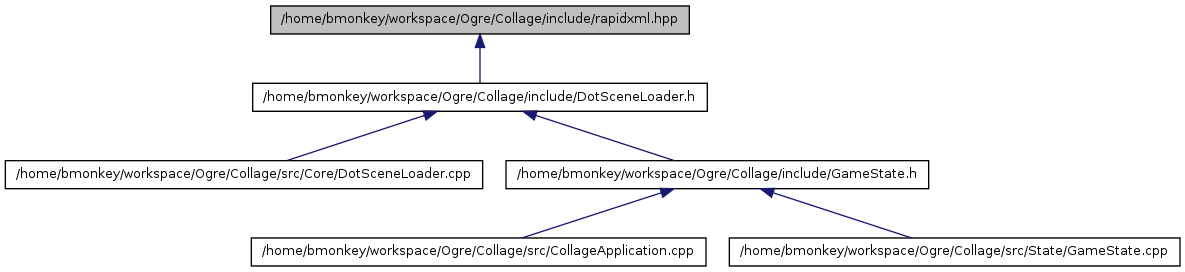 /home/bmonkey/workspace/Ogre/Collage/include/rapidxml.hpp
/home/bmonkey/workspace/Ogre/Collage/include/DotSceneLoader.h
/home/bmonkey/workspace/Ogre/Collage/src/Core/DotSceneLoader.cpp
/home/bmonkey/workspace/Ogre/Collage/include/GameState.h
/home/bmonkey/workspace/Ogre/Collage/src/CollageApplication.cpp
/home/bmonkey/workspace/Ogre/Collage/src/State/GameState.cpp